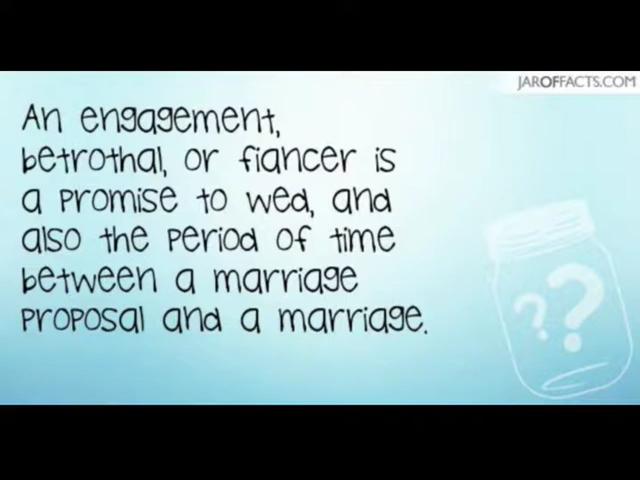 JAROFFACTS.COM
An engagement,
betrothal, or fiancer is
a promise to wed, and
also the period of time
between a marriage
proposal and a marriage.
??